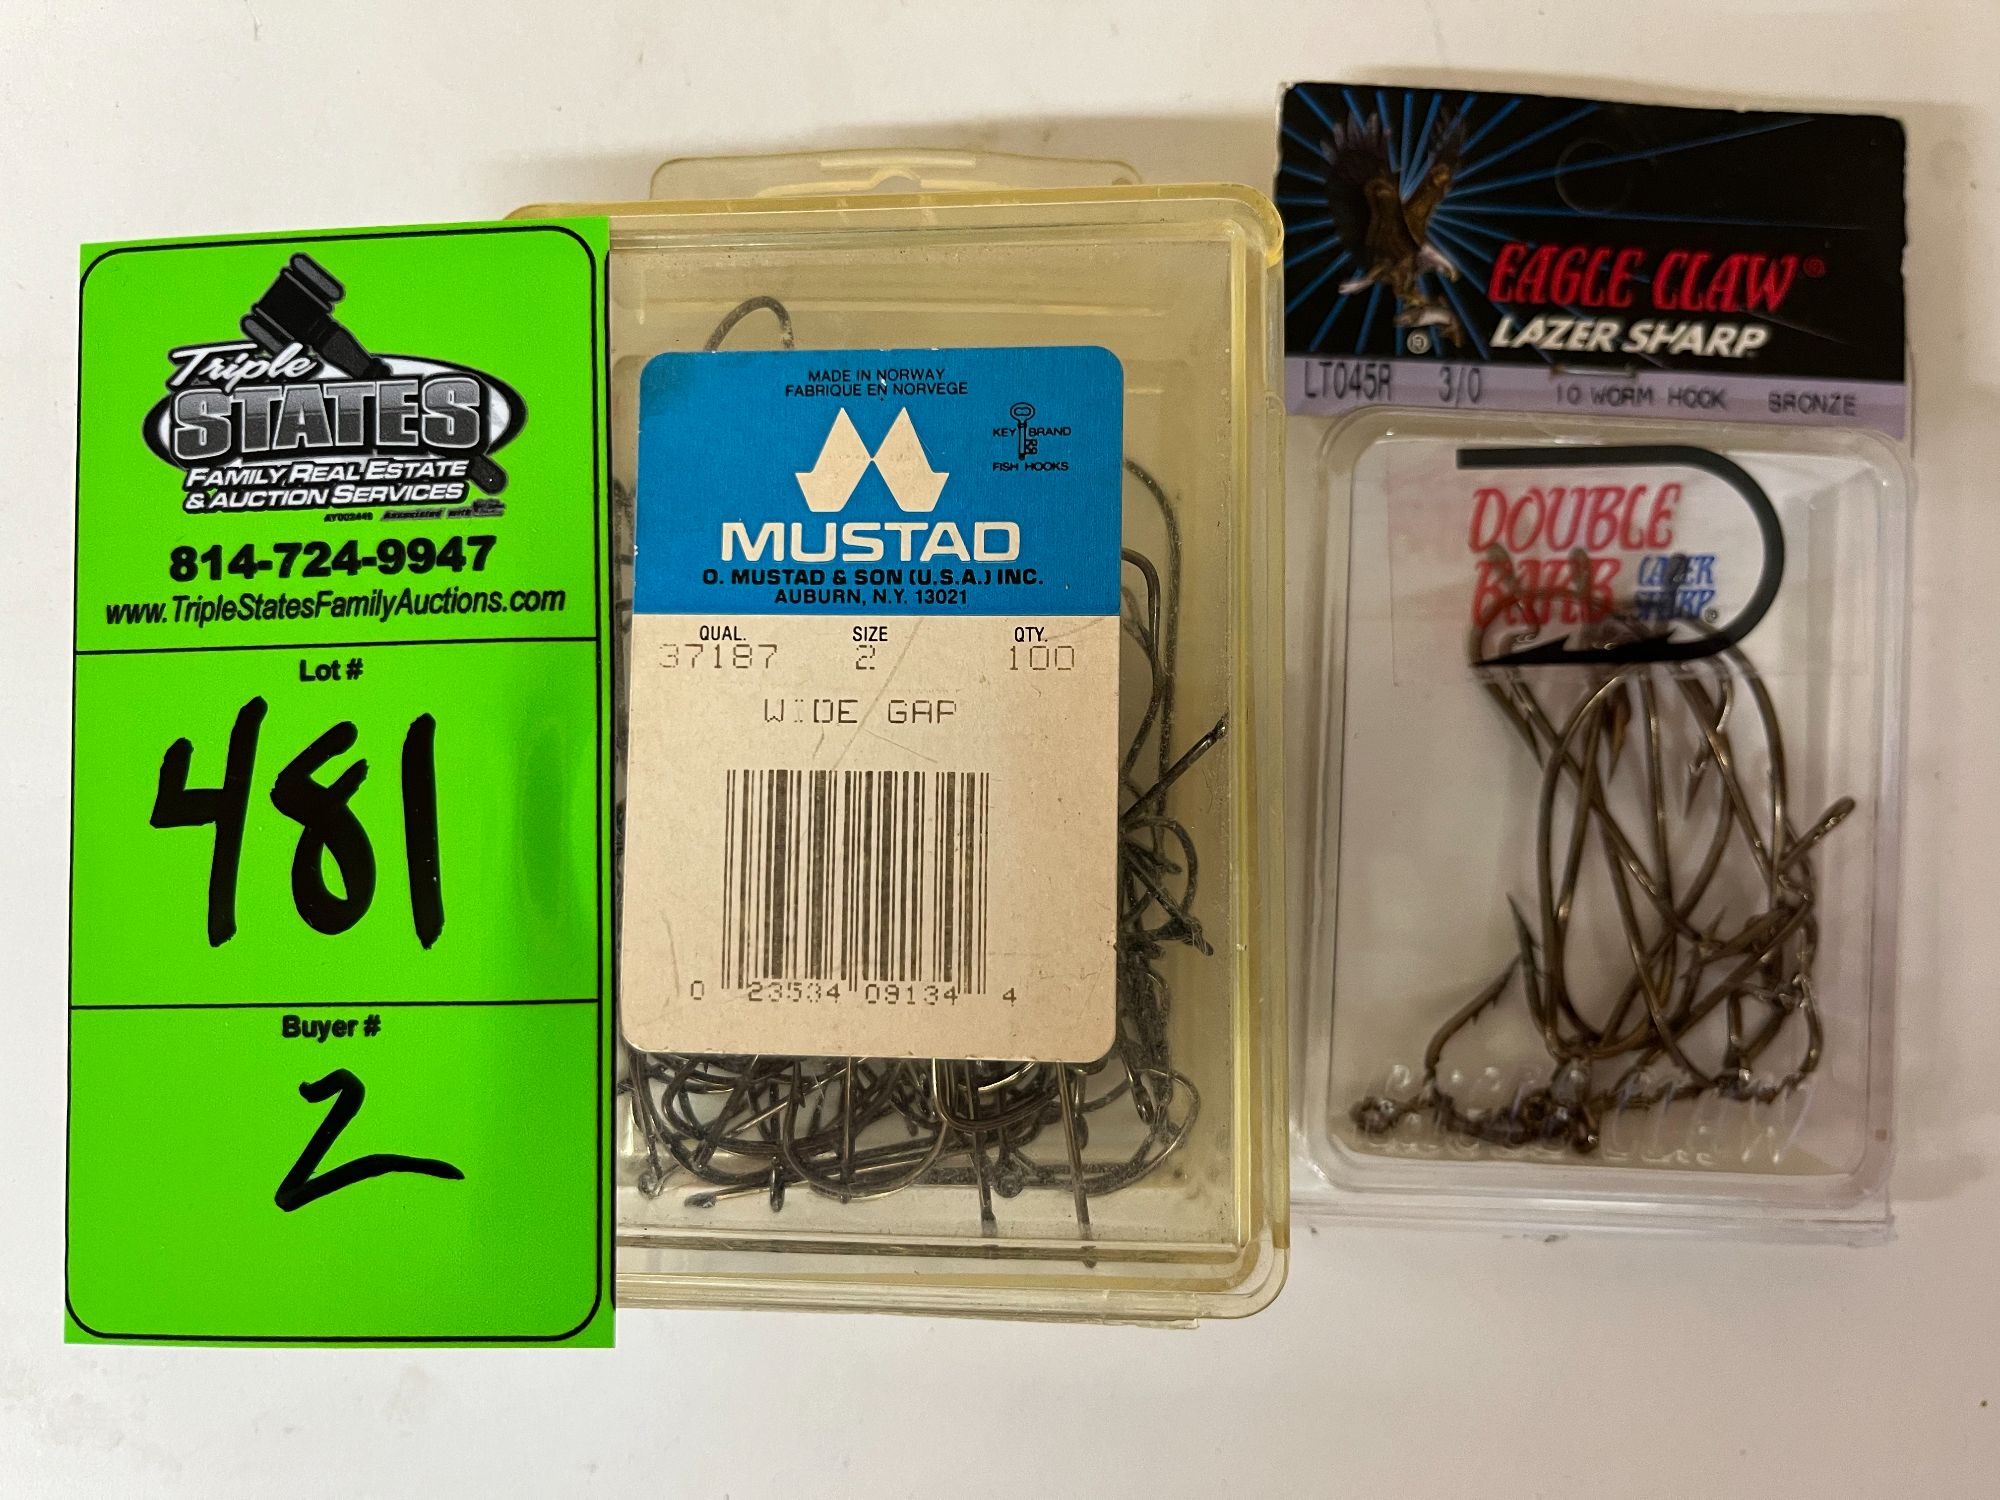 Triple
STATES
FAMILY REAL ESTATE
& AUCTION SERVICES
814-724-9947
www.TripleStatesFamilyAuctions.com
Lot #
481
Buyer #
2
MADE IN NORWAY
FABRIQUE EN NORVEGE
KEY BRAND
FISH HOOKS
MUSTAD
O. MUSTAD & SON (U.S.A.) INC.
AUBURN, N.Y. 13021
QUAL. SIZE QTY.
37187 2 100
WIDE GAP
0 23534 09134 4
EAGLE CLAW®
LAZER SHARP
LT045R 3/0 10 WORM HOOK BRONZE
DOUBLE
BARB
LAZER
SHARP®